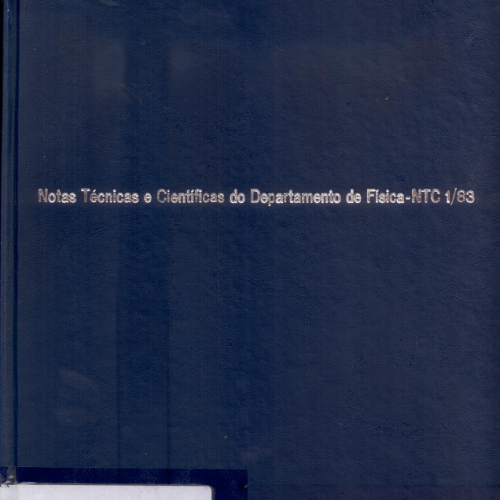 Notas Técnicas e Científicas do Departamento de Física-NTC 1/83